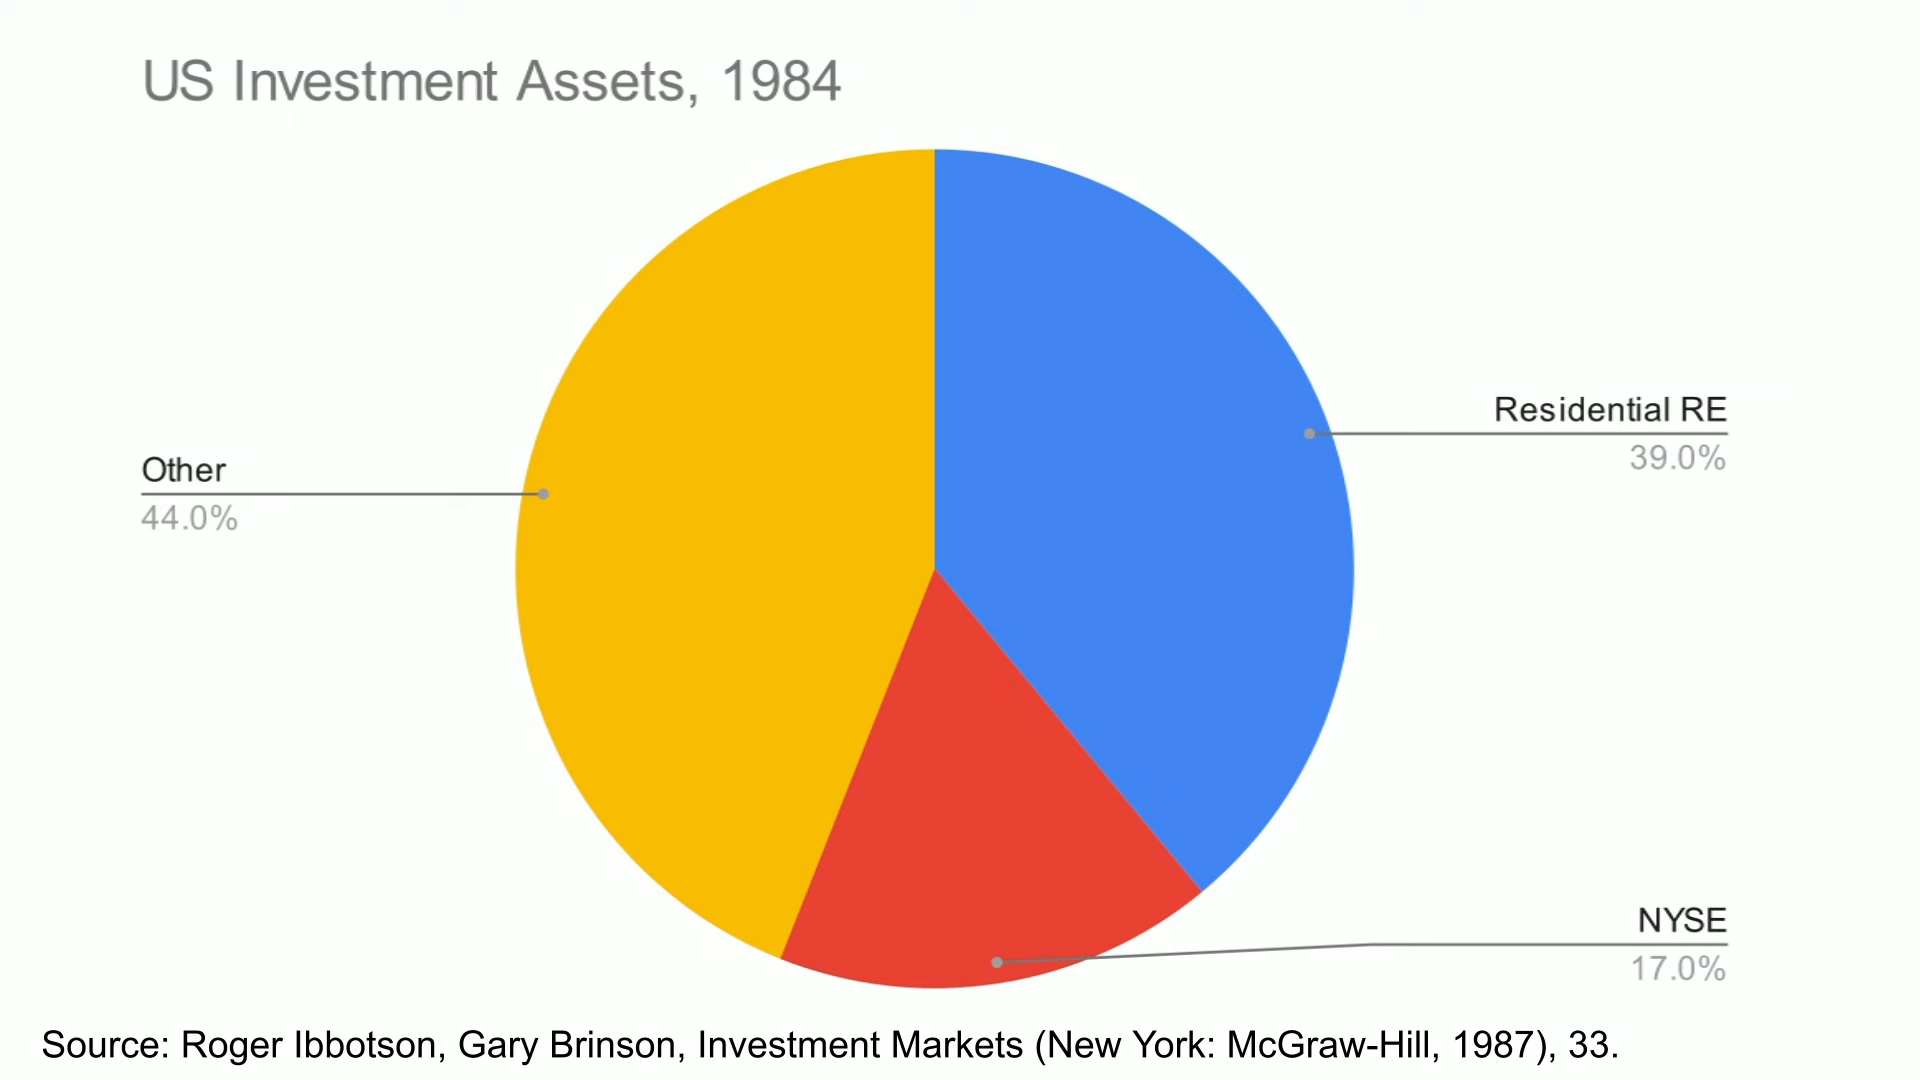 US Investment Assets, 1984
Residential RE
39.0%
Other
44.0%
NYSE
17.0%
Source: Roger Ibbotson, Gary Brinson, Investment Markets (New York: McGraw-Hill, 1987), 33.